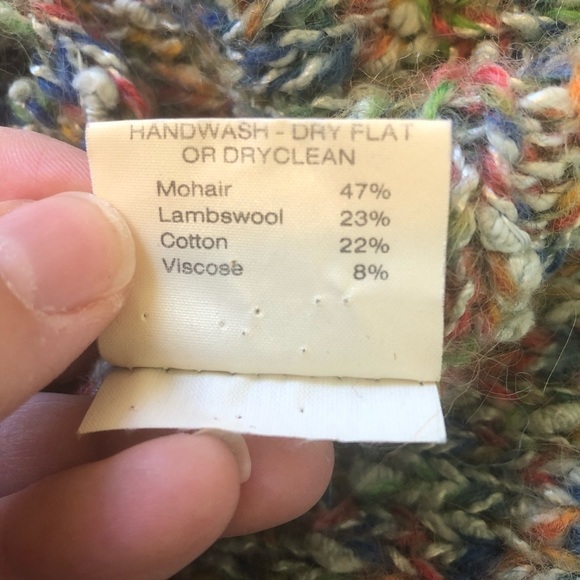 HANDWASH - DRY FLAT
OR DRYCLEAN
Mohair 47%
Lambswool 23%
Cotton 22%
Viscose 8%